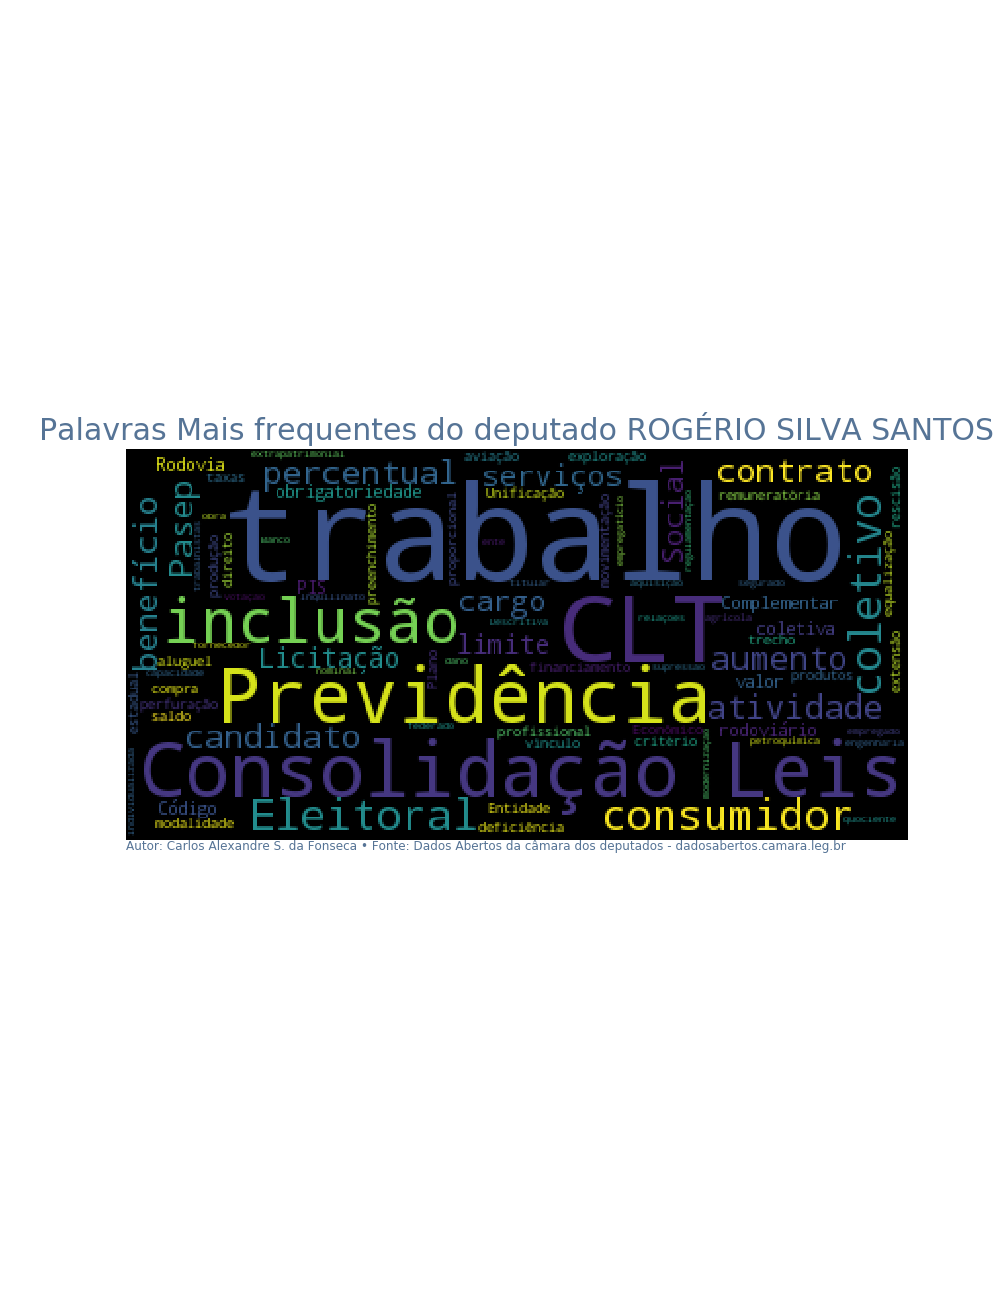 Palavras Mais frequentes do deputado ROGÉRIO SILVA SANTOS
extrapatrimonial
aviação
exploração
Rodovia
taxas
percentual
serviços
contrato
obrigatoriedade
Unificação
remuneratória
Social
rescisão
Pasep
benefício
trabalho
coletivo
obra
trabalhistas
produção
direito
Banco
preenchimento
proporcional
ente
movimentação
empregatício
regulamentação
equalização
PIS
votação
inquilinato
titular
aquisição
segurado
inclusão
cargo
CLT
Complementar
descritiva
relações
agrícola
coletiva
trecho
fornecedor
limite
aluguel
Licitação
Plano
dano
financiamento
supressão
aumento
extensão
capacidade
nominal
valor
produtos
compra
estadual
perfuração
saldo
Previdência
atividade
federado
profissional
Econômico
rodoviário
empregado
candidato
vínculo
critério
modernização
petroquímica
engenharia
individualizada
Consolidação
Leis
Código
modalidade
Eleitoral
Entidade
deficiência
consumidor
quociente
Autor: Carlos Alexandre S. da Fonseca • Fonte: Dados Abertos da câmara dos deputados - dadosabertos.camara.leg.br